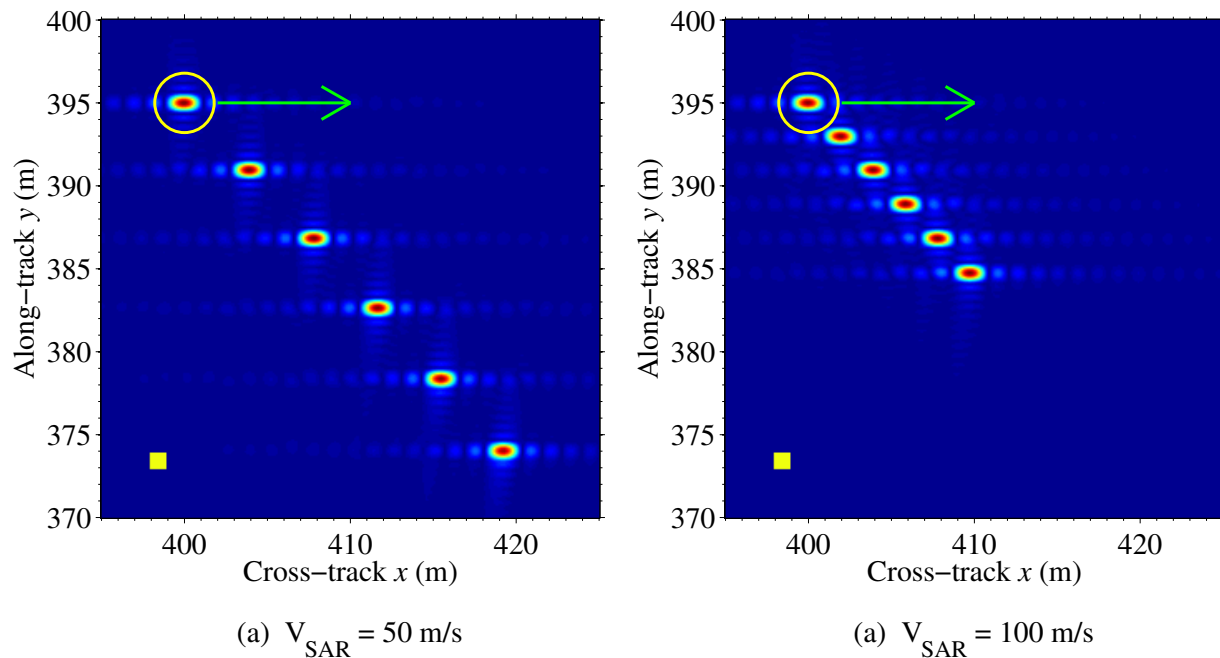 400
395
390
385
380
375
370
Along−track y (m)
400 410 420
Cross−track x (m)
(a) V_SAR = 50 m/s
400
395
390
385
380
375
370
Along−track y (m)
400 410 420
Cross−track x (m)
(a) V_SAR = 100 m/s